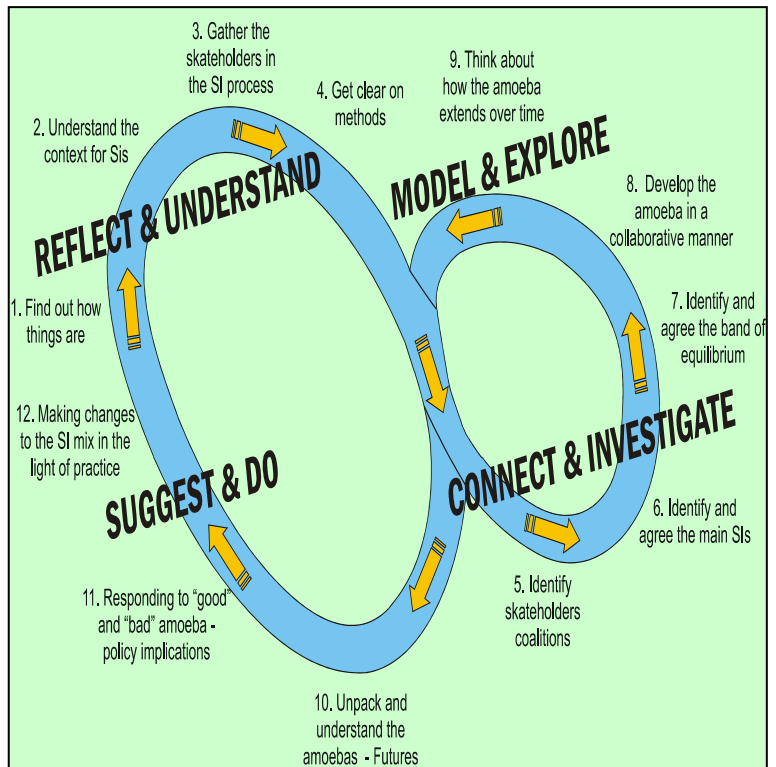 3. Gather the
skateholders in
the SI process
4. Get clear on
methods
9. Think about
how the amoeba
extends over time
2. Understand the
context for Sis
REFLECT & UNDERSTAND
MODEL & EXPLORE
8. Develop the
amoeba in a
collaborative manner
1. Find out how
things are
7. Identify and
agree the band of
equilibrium
12. Making changes
to the SI mix in the
light of practice
SUGGEST & DO
CONNECT & INVESTIGATE
6. Identify and
agree the main SIs
5. Identify
skateholders
coalitions
11. Responding to “good”
and “bad” amoeba -
policy implications
10. Unpack and
understand the
amoebas - Futures